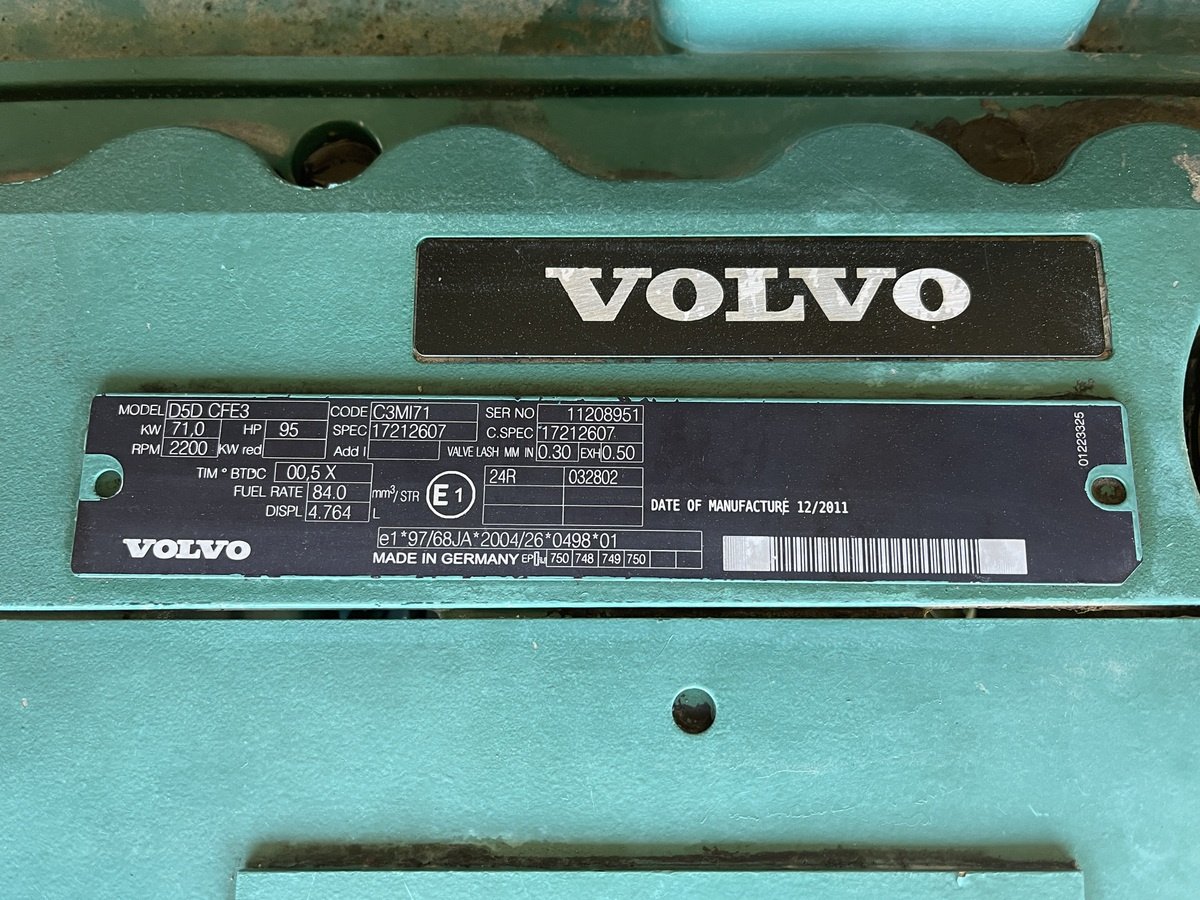 VOLVO
MODEL D5D CFE3 CODE C3MI71 SER NO 11208951
KW 71,0 HP 95 SPEC 17212607 C.SPEC 17212607
RPM 2200 KW red Add I VALVE LASH MM IN 0.30 EXH 0.50
TIM ° BTDC 00,5 X 24R 032802
FUEL RATE 84.0 mm³/STR E1
DISPL 4.764 L
DATE OF MANUFACTURE 12/2011
e1*97/68JA*2004/26*0498*01
VOLVO MADE IN GERMANY EP 750 748 749 750
01223325